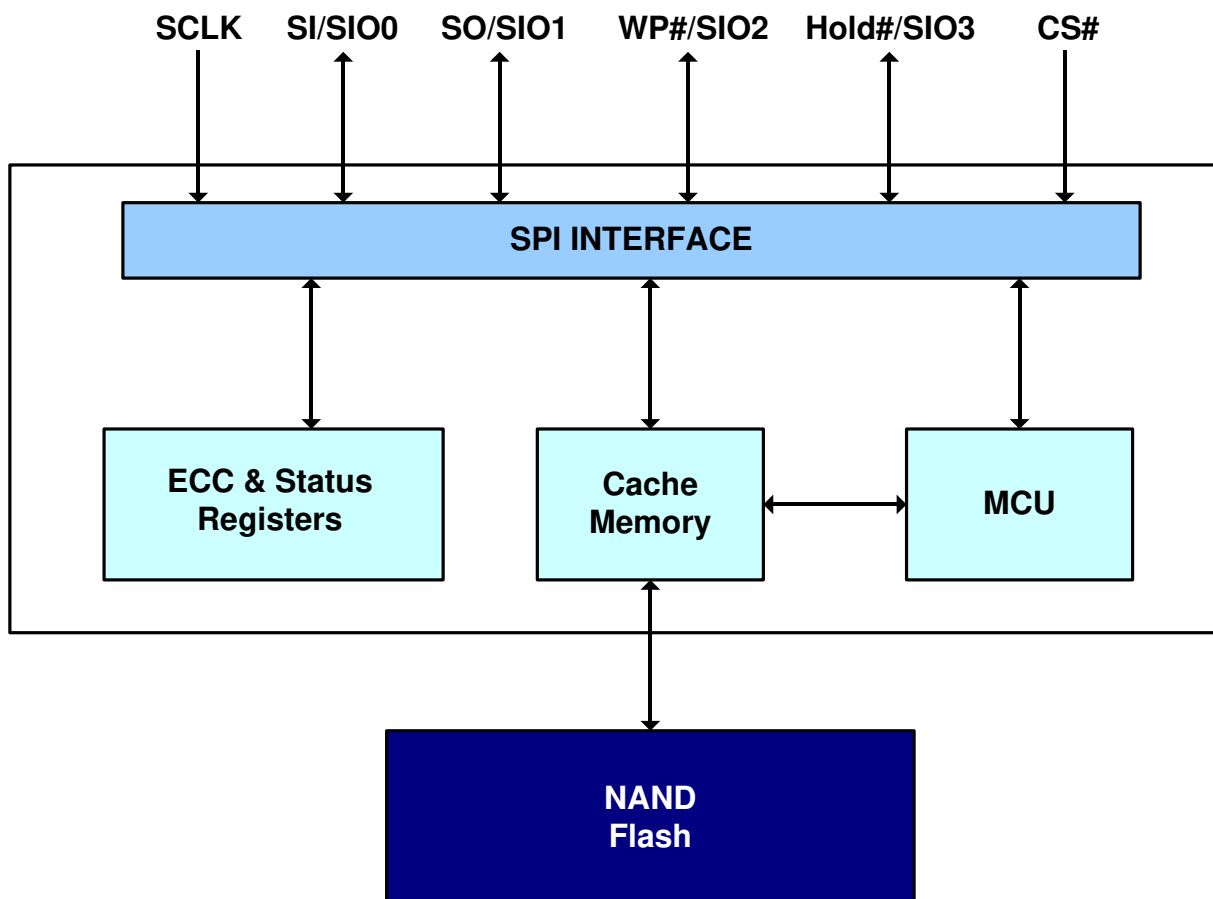 SCLK SI/SIO0 SO/SIO1 WP#/SIO2 Hold#/SIO3 CS#
SPI INTERFACE
ECC & Status
Registers
Cache
Memory
MCU
NAND
Flash